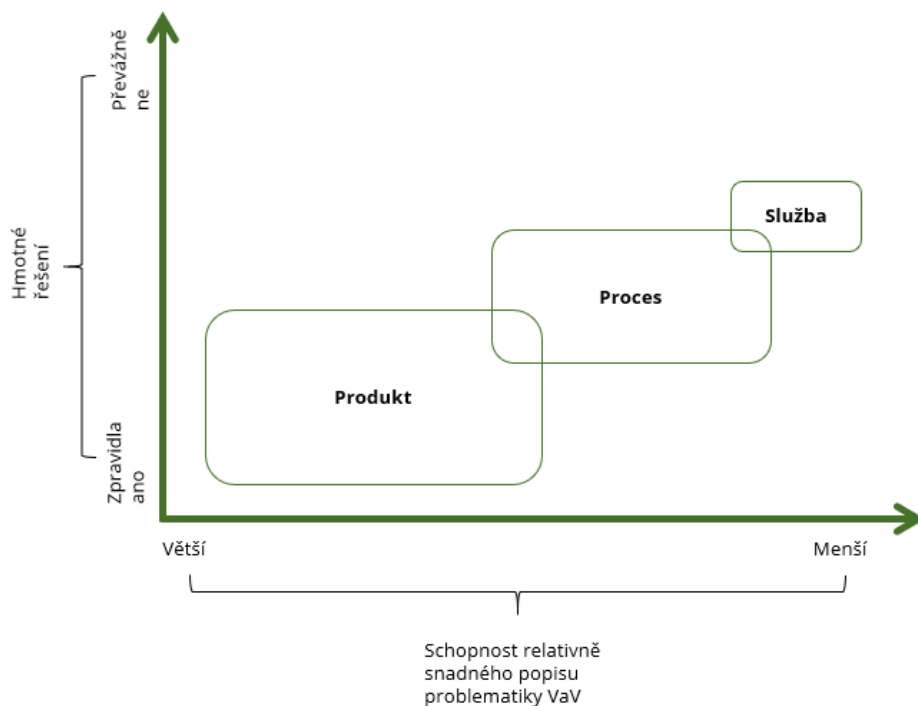 Převážně
ne
Hmotné
řešení
Zpravidla
ano
Služba
Proces
Produkt
Větší
Menší
Schopnost relativně
snadného popisu
problematiky VaV